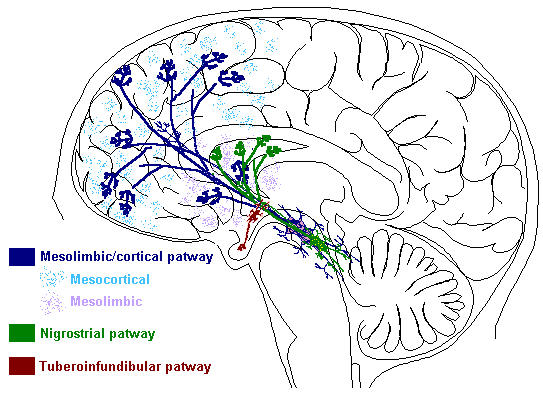 Mesolimbic/cortical patway
Mesocortical
Mesolimbic
Nigrostrial patway
Tuberoinfundibular patway